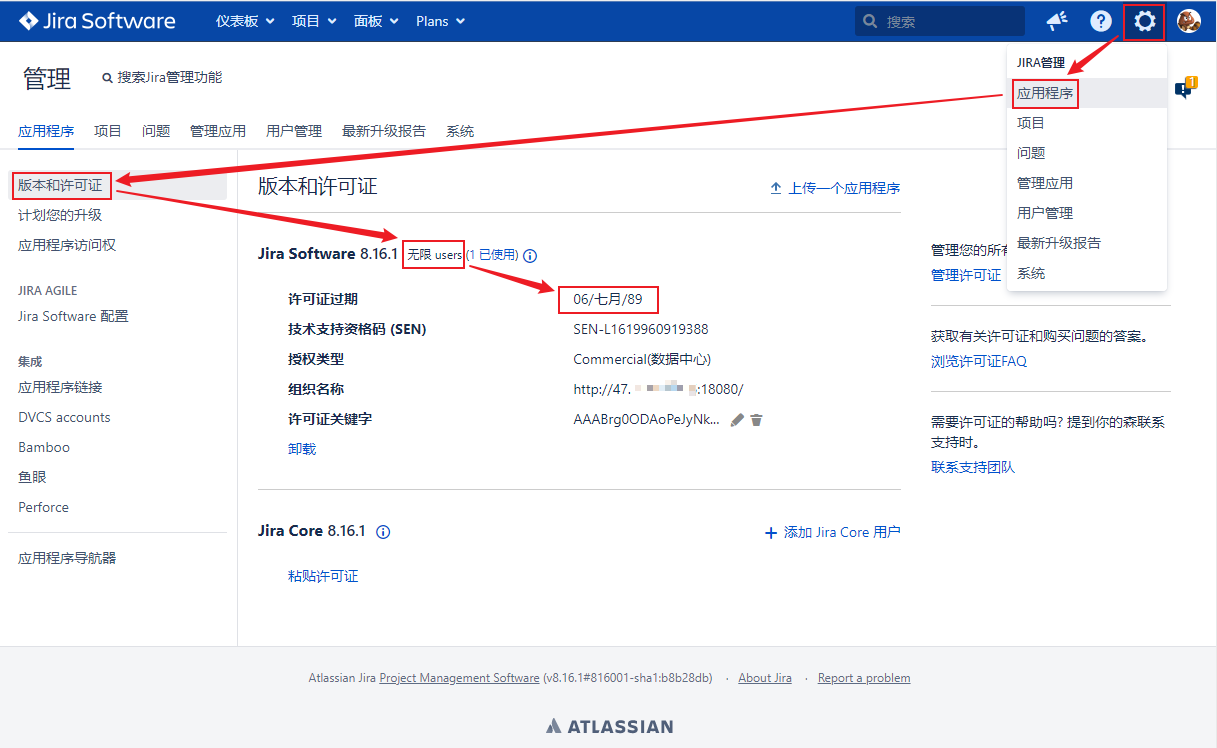 Jira Software 仪表板 项目 面板 Plans 搜索
管理 搜索Jira管理功能
应用程序 项目 问题 管理应用 用户管理 最新升级报告 系统
JIRA管理
应用程序
项目
问题
管理应用
用户管理
最新升级报告
系统
1
版本和许可证
计划您的升级
应用程序访问权
JIRA AGILE
Jira Software 配置
集成
应用程序链接
DVCS accounts
Bamboo
鱼眼
Perforce
应用程序导航器
版本和许可证 上传一个应用程序
Jira Software 8.16.1 无限 users (1 已使用)
许可证过期 06/七月/89
技术支持资格码 (SEN) SEN-L1619960919388
授权类型 Commercial(数据中心)
组织名称 http://47. :18080/
许可证关键字 AAABrg0ODAoPeJyNk...
卸载
Jira Core 8.16.1 添加 Jira Core 用户
粘贴许可证
管理您的所有
管理许可证
获取有关许可证和购买问题的答案。
浏览许可证FAQ
需要许可证的帮助吗? 提到你的森联系
支持时。
联系支持团队
Atlassian Jira Project Management Software (v8.16.1#816001-sha1:b8b28db) · About Jira · Report a problem
ATLASSIAN